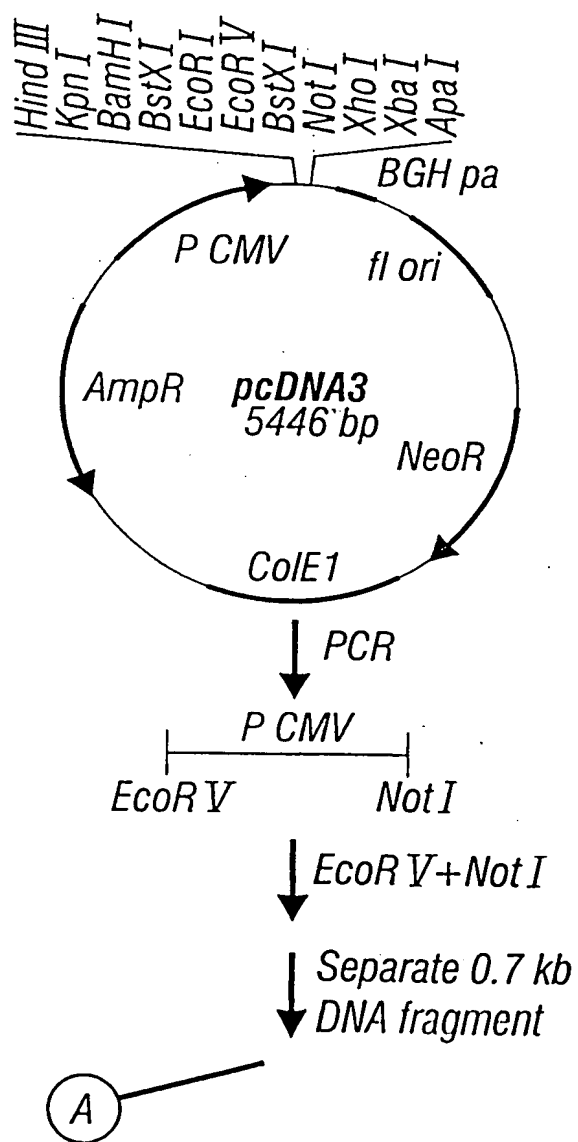 Hind III
Kpn I
BamH I
BstX I
EcoR I
EcoR V
BstX I
Not I
Xho I
Xba I
Apa I
BGH pa
P CMV
fl ori
AmpR
pcDNA3
5446 bp
NeoR
ColE1
PCR
P CMV
EcoR V
Not I
EcoR V+Not I
Separate 0.7 kb
DNA fragment
A